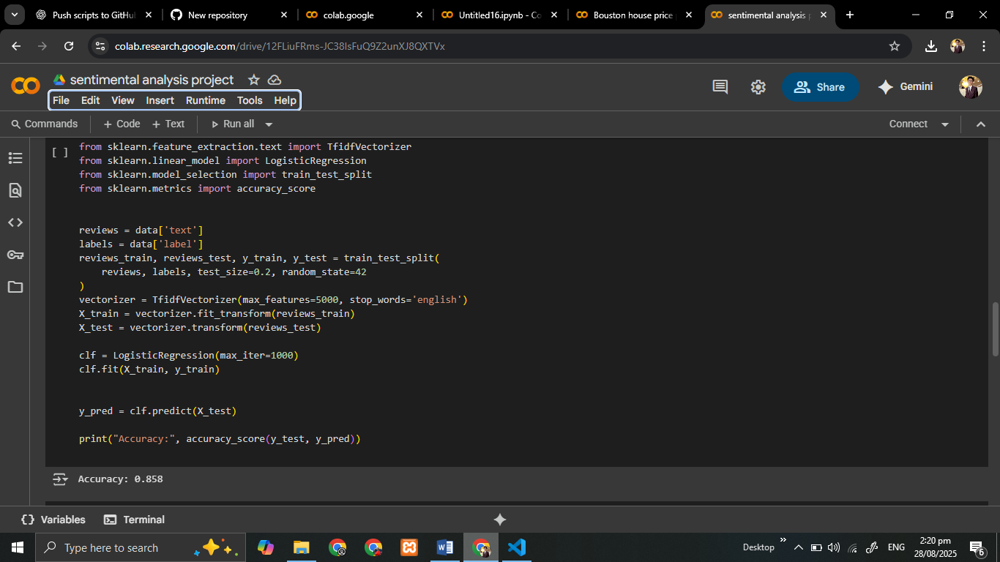 Push scripts to GitHu
New repository
colab.google
Untitled16.ipynb - Co
Bouston house price
sentimental analysis p
colab.research.google.com/drive/12FLiuFRms-JC38lsFuQ9Z2unXJ8QXTVx
sentimental analysis project
File Edit View Insert Runtime Tools Help
Share
Gemini
Commands + Code + Text Run all
Connect
[ ]
from sklearn.feature_extraction.text import TfidfVectorizer
from sklearn.linear_model import LogisticRegression
from sklearn.model_selection import train_test_split
from sklearn.metrics import accuracy_score
reviews = data['text']
labels = data['label']
reviews_train, reviews_test, y_train, y_test = train_test_split(
    reviews, labels, test_size=0.2, random_state=42
)
vectorizer = TfidfVectorizer(max_features=5000, stop_words='english')
X_train = vectorizer.fit_transform(reviews_train)
X_test = vectorizer.transform(reviews_test)
clf = LogisticRegression(max_iter=1000)
clf.fit(X_train, y_train)
y_pred = clf.predict(X_test)
print("Accuracy:", accuracy_score(y_test, y_pred))
Accuracy: 0.858
{} Variables Terminal
Type here to search
Desktop
ENG
2:20 pm
28/08/2025
6